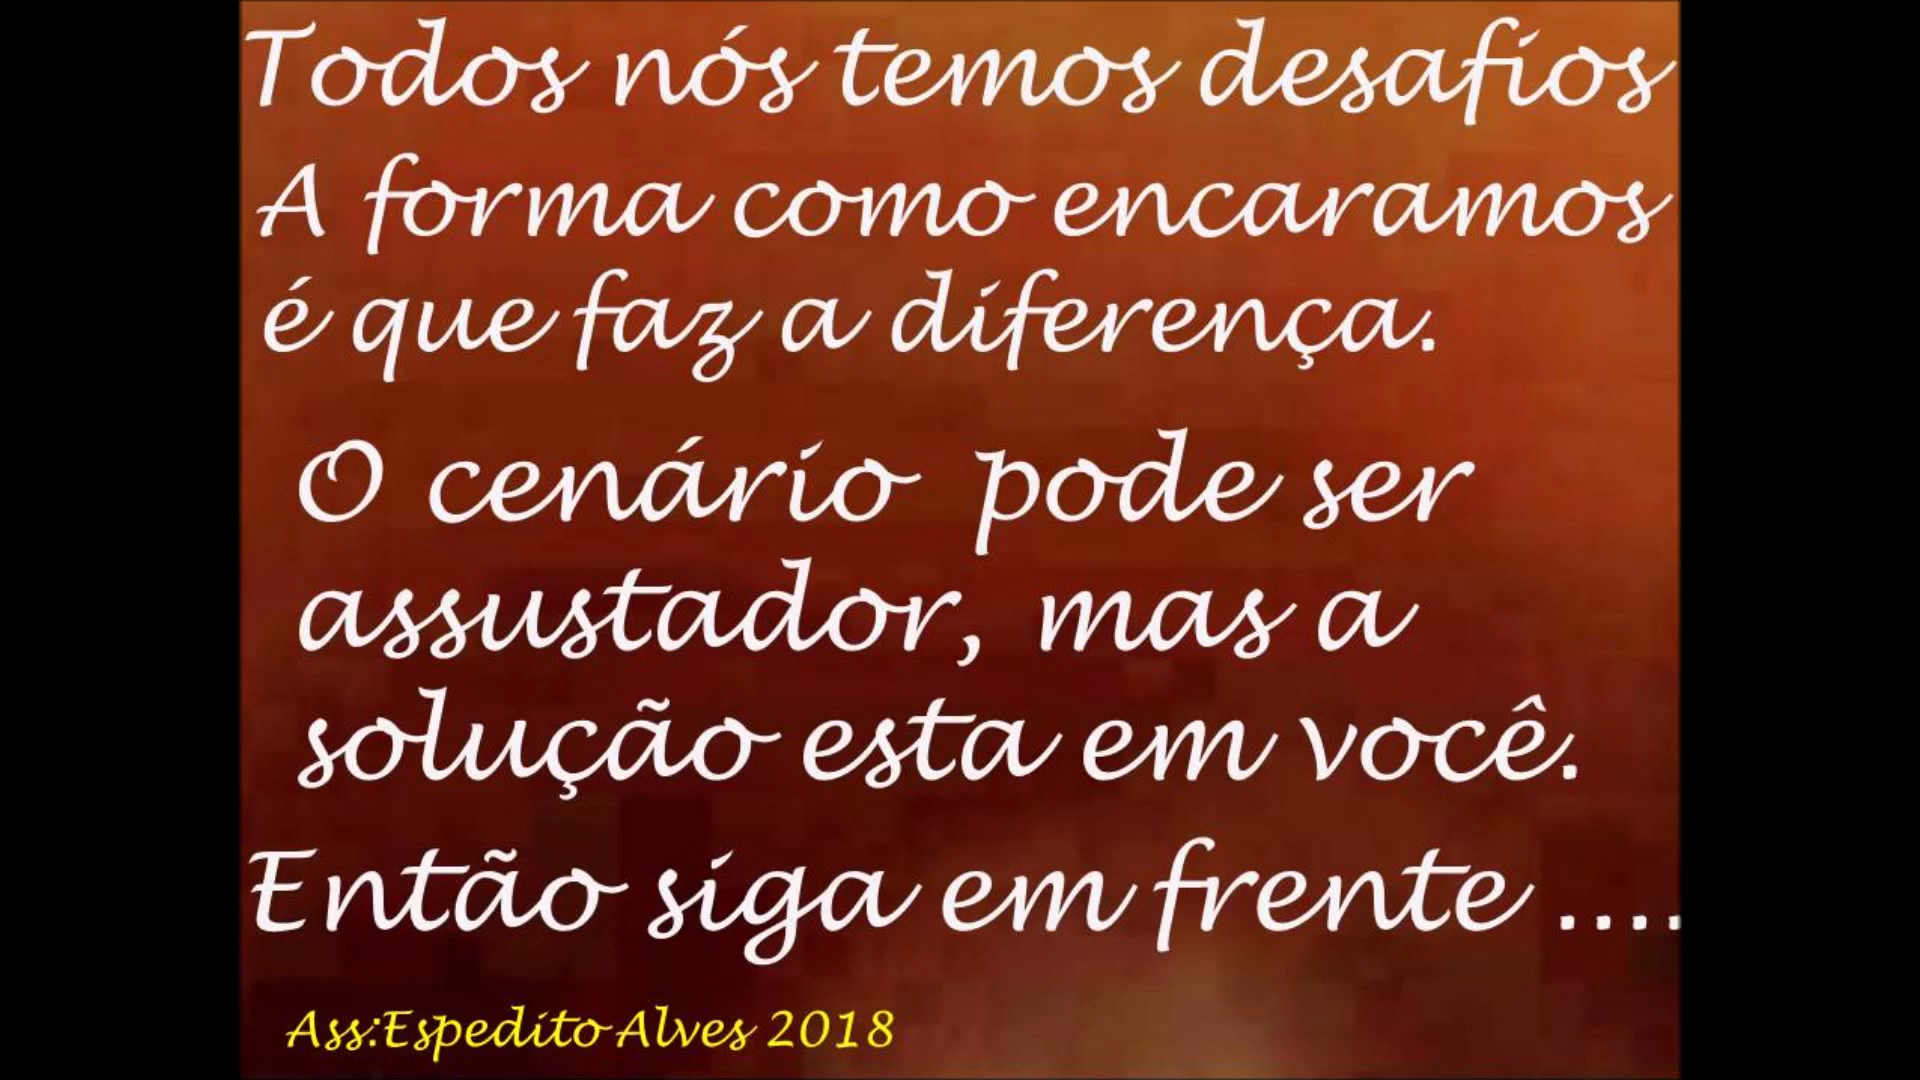 Todos nós temos desafios
A forma como encaramos
é que faz a diferença.
O cenário pode ser
assustador, mas a
solução esta em você.
Então siga em frente ....
Ass:Espedito Alves 2018